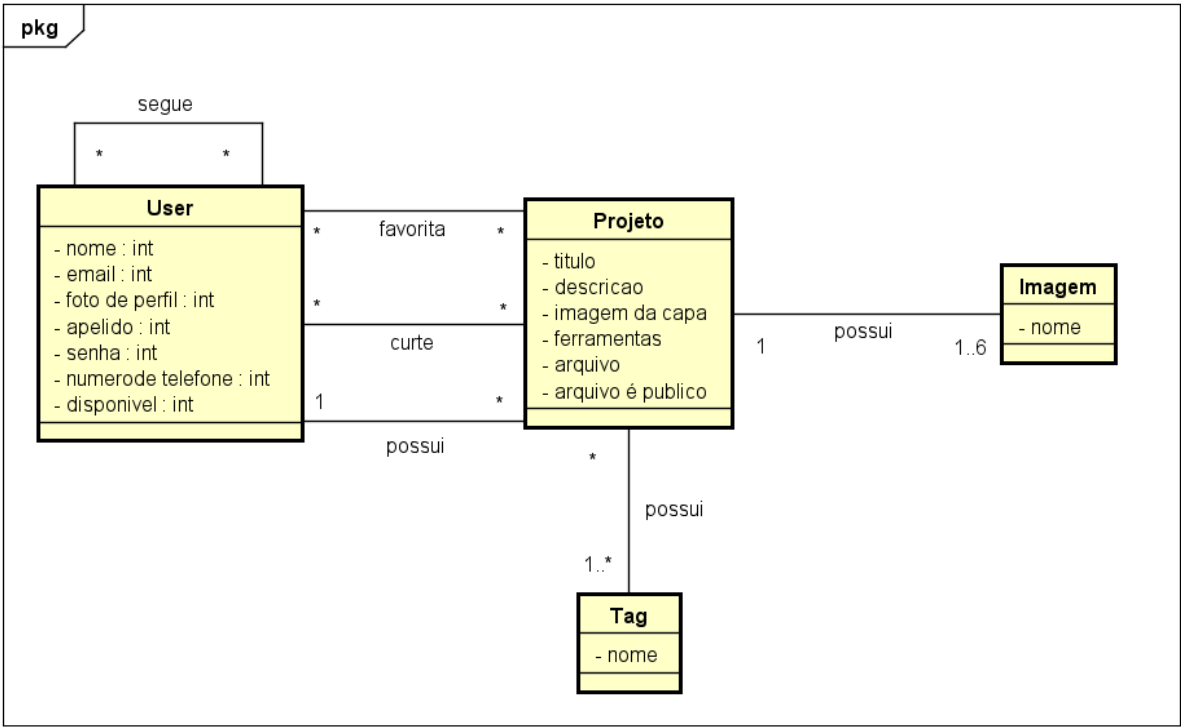 pkg
segue
* *
User
- nome : int
- email : int
- foto de perfil : int
- apelido : int
- senha : int
- numerode telefone : int
- disponivel : int
* favorita *
* *
curte
1 *
possui
Projeto
- titulo
- descricao
- imagem da capa
- ferramentas
- arquivo
- arquivo é publico
possui
1 1..6
Imagem
- nome
*
possui
1..*
Tag
- nome